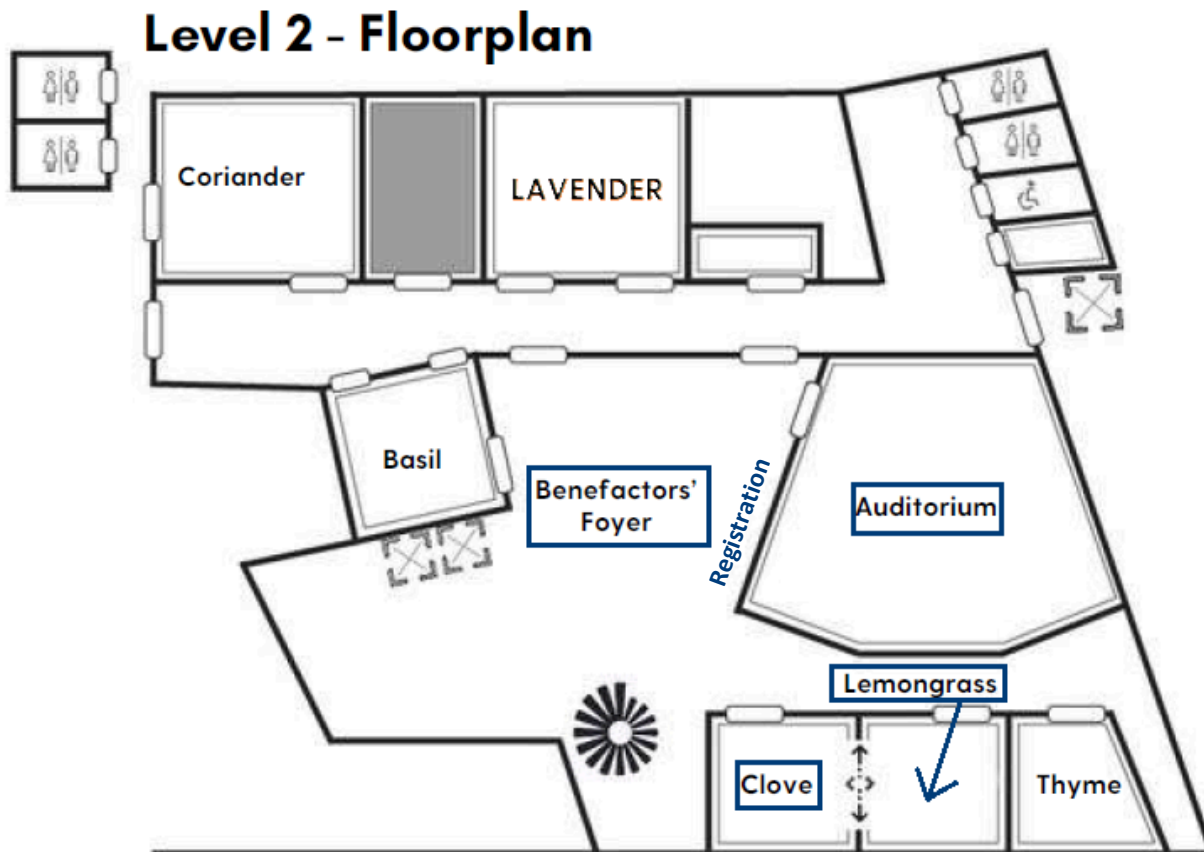 Level 2 - Floorplan
Coriander
LAVENDER
Basil
Benefactors’
Foyer
Registration
Auditorium
Lemongrass
Clove
Thyme